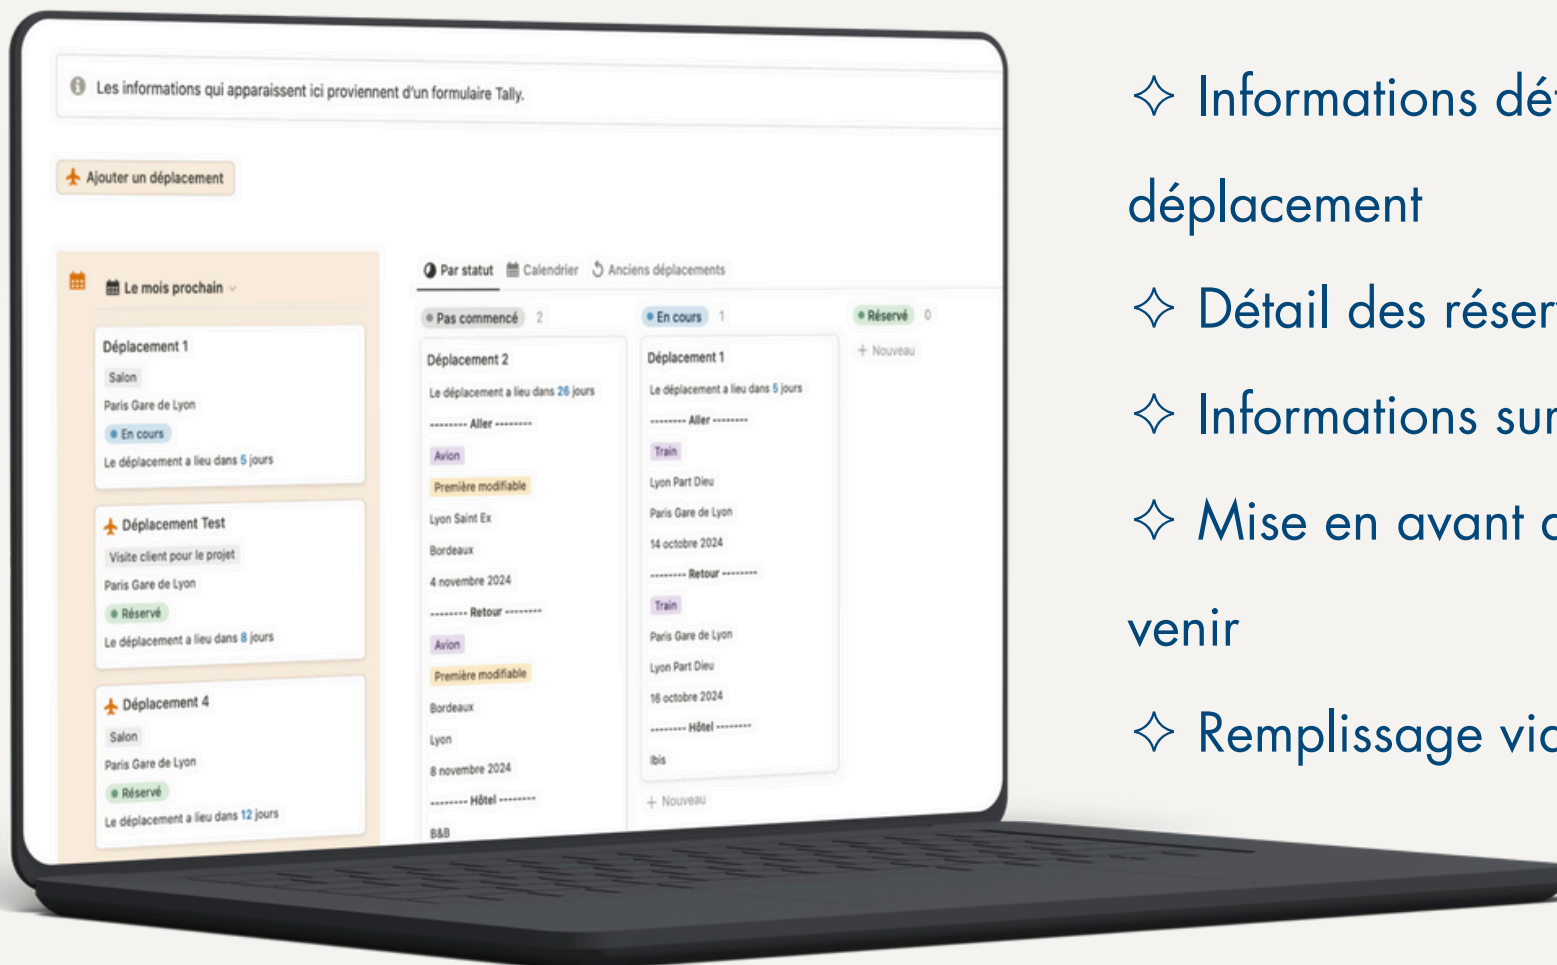 Les informations qui apparaissent ici proviennent d'un formulaire Tally.
Ajouter un déplacement
Le mois prochain
Déplacement 1
Salon
Paris Gare de Lyon
En cours
Le déplacement a lieu dans 5 jours
Déplacement Test
Visite client pour le projet
Paris Gare de Lyon
Réservé
Le déplacement a lieu dans 8 jours
Déplacement 4
Salon
Paris Gare de Lyon
Réservé
Le déplacement a lieu dans 12 jours
Par statut Calendrier Anciens déplacements
Pas commencé 2
Déplacement 2
Le déplacement a lieu dans 26 jours
-------- Aller --------
Avion
Première modifiable
Lyon Saint Ex
Bordeaux
4 novembre 2024
-------- Retour --------
Avion
Première modifiable
Bordeaux
Lyon
8 novembre 2024
-------- Hôtel --------
B&B
En cours 1
Déplacement 1
Le déplacement a lieu dans 5 jours
-------- Aller --------
Train
Lyon Part Dieu
Paris Gare de Lyon
14 octobre 2024
-------- Retour --------
Train
Paris Gare de Lyon
Lyon Part Dieu
16 octobre 2024
-------- Hôtel --------
Ibis
+ Nouveau
Réservé 0
+ Nouveau
✧ Informations
déplacement
✧ Détail des
✧ Informations sur
✧ Mise en avant
venir
✧ Remplissage